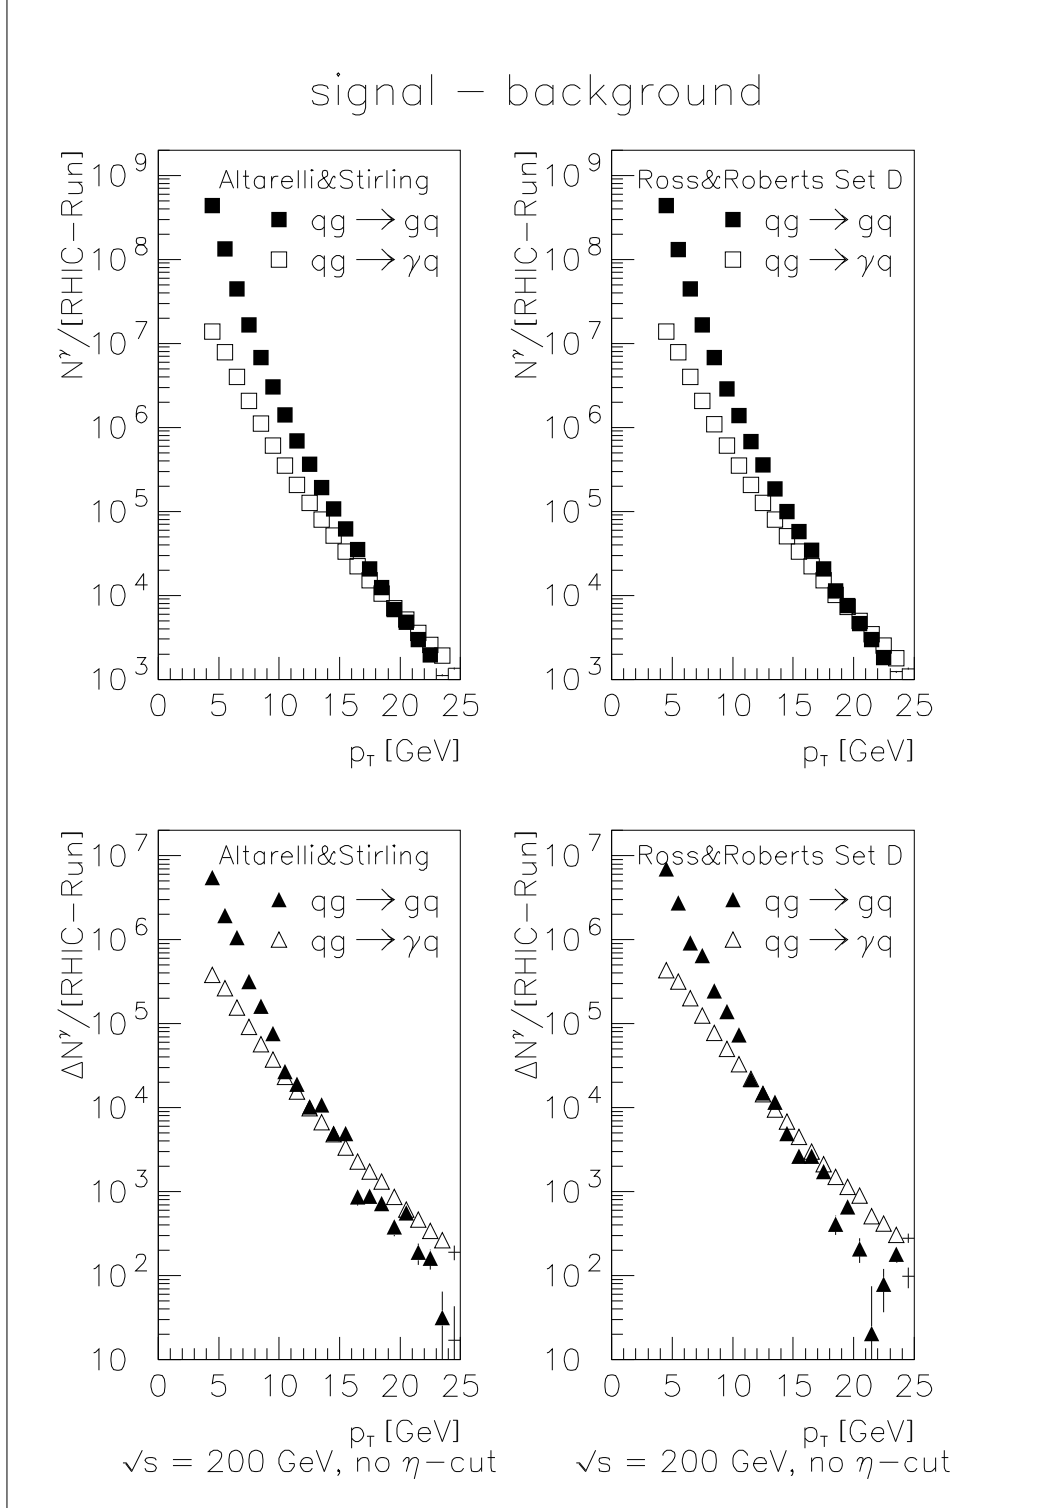 signal – background
N^γ/[RHIC–Run]
10^9
10^8
10^7
10^6
10^5
10^4
10^3
Altarelli&Stirling
qg → gq
qg → γq
0 5 10 15 20 25
p_T [GeV]
N^γ/[RHIC–Run]
10^9
10^8
10^7
10^6
10^5
10^4
10^3
Ross&Roberts Set D
qg → gq
qg → γq
0 5 10 15 20 25
p_T [GeV]
ΔN^γ/[RHIC–Run]
10^7
10^6
10^5
10^4
10^3
10^2
10
Altarelli&Stirling
qg → gq
qg → γq
0 5 10 15 20 25
p_T [GeV]
√s = 200 GeV, no η–cut
ΔN^γ/[RHIC–Run]
10^7
10^6
10^5
10^4
10^3
10^2
10
Ross&Roberts Set D
qg → gq
qg → γq
0 5 10 15 20 25
p_T [GeV]
√s = 200 GeV, no η–cut